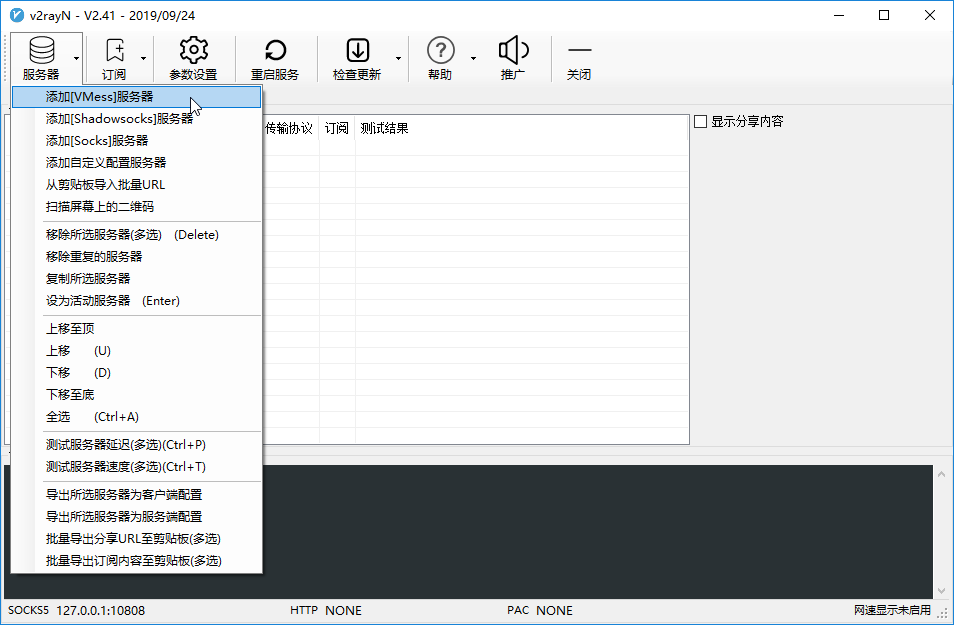 v2rayN - V2.41 - 2019/09/24
服务器 订阅 参数设置 重启服务 检查更新 帮助 推广 关闭
添加[VMess]服务器
添加[Shadowsocks]服务器
添加[Socks]服务器
添加自定义配置服务器
从剪贴板导入批量URL
扫描屏幕上的二维码
移除所选服务器(多选) (Delete)
移除重复的服务器
复制所选服务器
设为活动服务器 (Enter)
上移至顶
上移 (U)
下移 (D)
下移至底
全选 (Ctrl+A)
测试服务器延迟(多选)(Ctrl+P)
测试服务器速度(多选)(Ctrl+T)
导出所选服务器为客户端配置
导出所选服务器为服务端配置
批量导出分享URL至剪贴板(多选)
批量导出订阅内容至剪贴板(多选)
传输协议 订阅 测试结果
显示分享内容
SOCKS5 127.0.0.1:10808 HTTP NONE PAC NONE 网速显示未启用